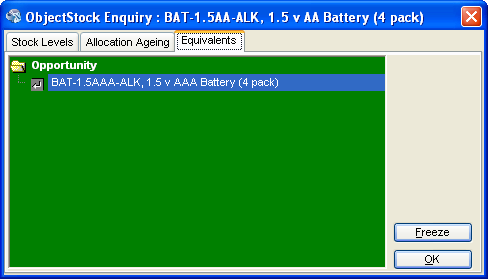 ObjectStock Enquiry : BAT-1.5AA-ALK, 1.5 v AA Battery (4 pack)
Stock Levels Allocation Ageing Equivalents
Opportunity
BAT-1.5AAA-ALK, 1.5 v AAA Battery (4 pack)
Freeze
OK